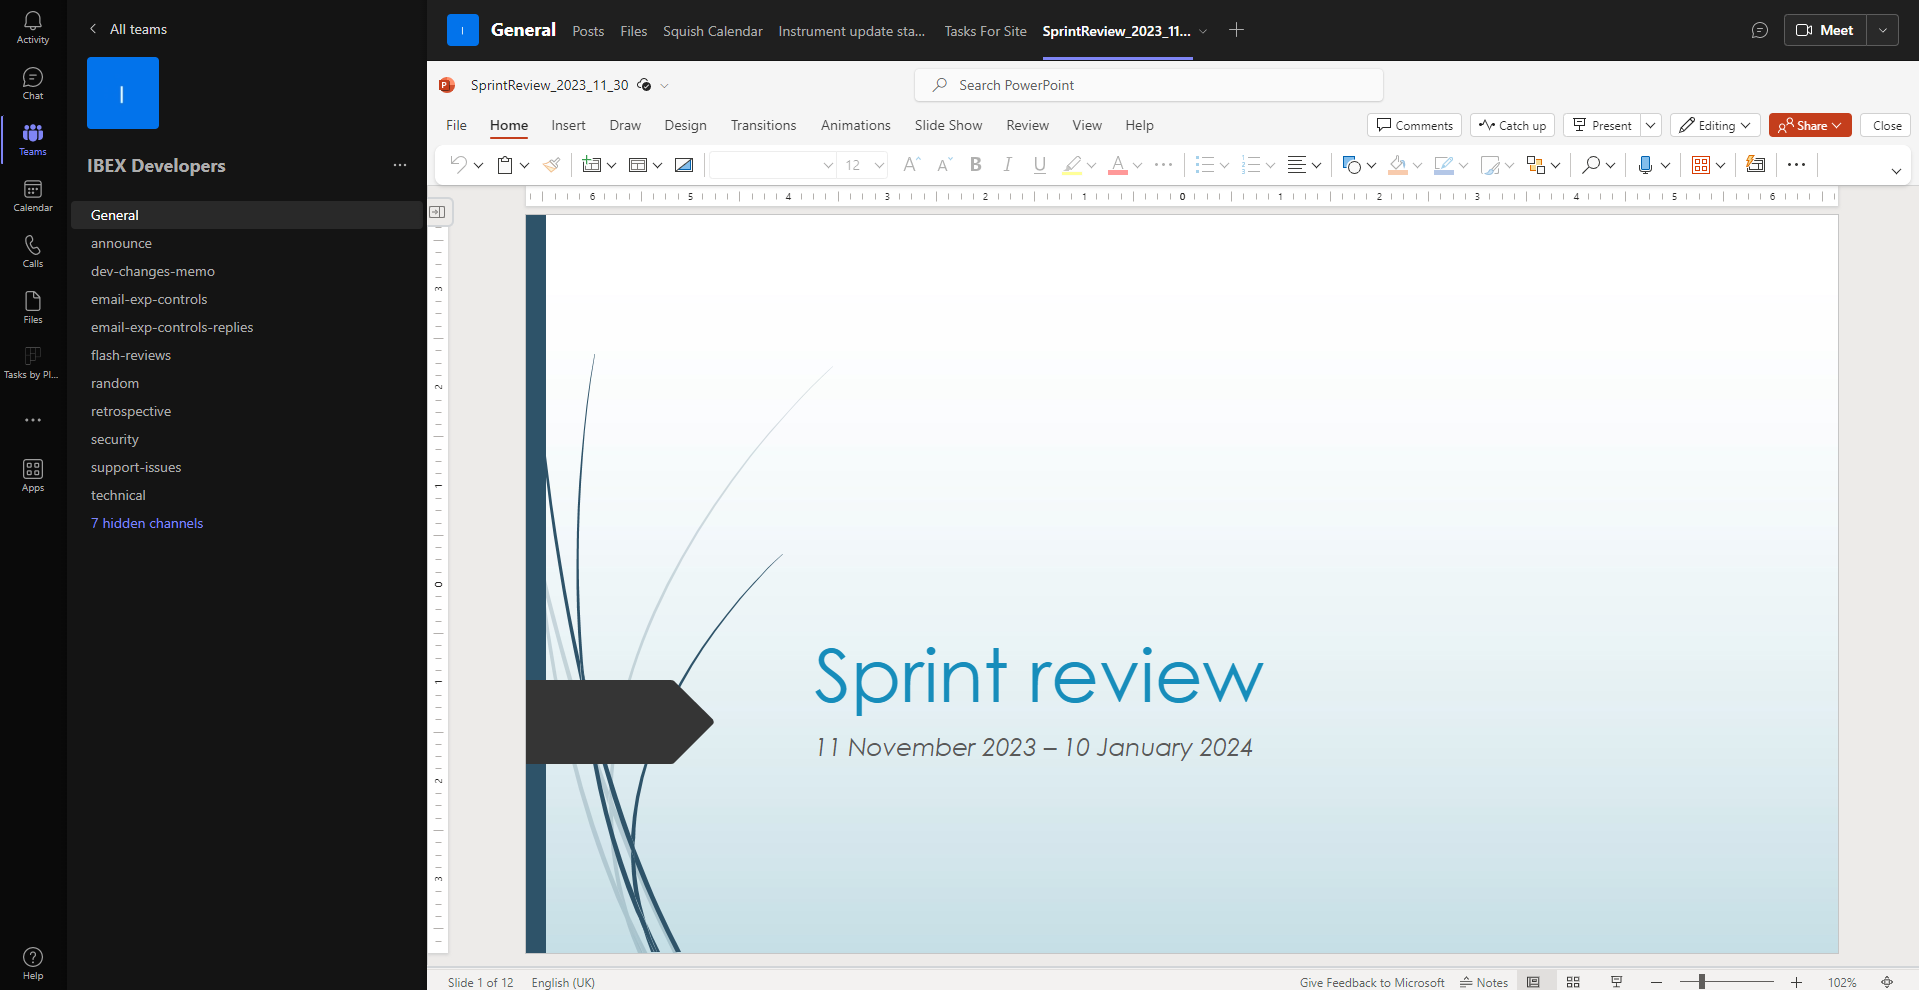 Activity
Chat
Teams
Calendar
Calls
Files
Tasks by Pl...
Apps
Help
All teams
I
IBEX Developers
General
announce
dev-changes-memo
email-exp-controls
email-exp-controls-replies
flash-reviews
random
retrospective
security
support-issues
technical
7 hidden channels
I General Posts Files Squish Calendar Instrument update sta... Tasks For Site SprintReview_2023_11... Meet
SprintReview_2023_11_30 Search PowerPoint
File Home Insert Draw Design Transitions Animations Slide Show Review View Help Comments Catch up Present Editing Share Close
12 A A B I U A
6 5 4 3 2 1 0 1 2 3 4 5 6
3
2
1
0
1
2
3
Sprint review
11 November 2023 – 10 January 2024
Slide 1 of 12 English (UK) Give Feedback to Microsoft Notes 102%